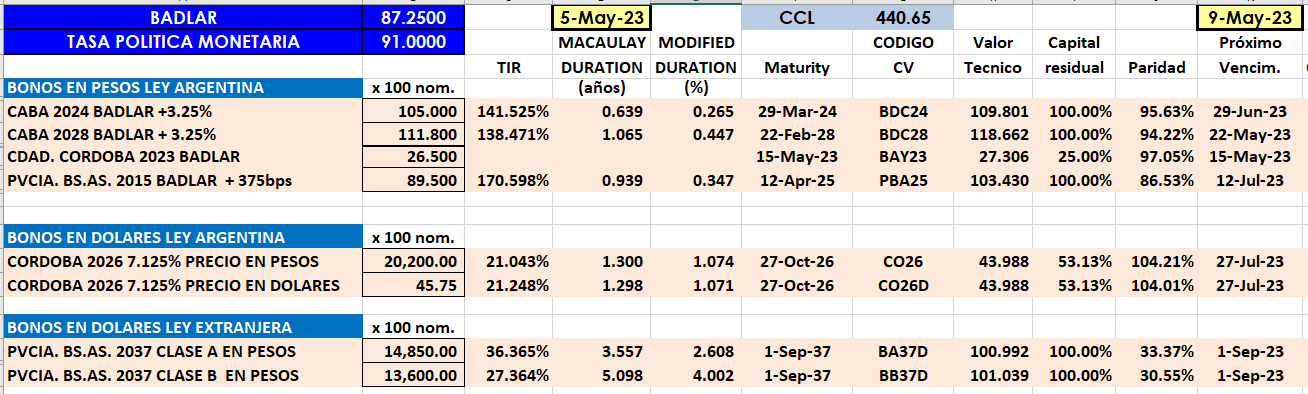 BADLAR 87.2500 5-May-23 CCL 440.65 9-May-23
TASA POLITICA MONETARIA 91.0000 MACAULAY MODIFIED CODIGO Valor Capital Próximo
TIR DURATION DURATION Maturity CV Tecnico residual Paridad Vencim.
BONOS EN PESOS LEY ARGENTINA x 100 nom. (años) (%)
CABA 2024 BADLAR +3.25% 105.000 141.525% 0.639 0.265 29-Mar-24 BDC24 109.801 100.00% 95.63% 29-Jun-23
CABA 2028 BADLAR + 3.25% 111.800 138.471% 1.065 0.447 22-Feb-28 BDC28 118.662 100.00% 94.22% 22-May-23
CDAD. CORDOBA 2023 BADLAR 26.500 15-May-23 BAY23 27.306 25.00% 97.05% 15-May-23
PVCIA. BS.AS. 2015 BADLAR + 375bps 89.500 170.598% 0.939 0.347 12-Apr-25 PBA25 103.430 100.00% 86.53% 12-Jul-23
BONOS EN DOLARES LEY ARGENTINA x 100 nom.
CORDOBA 2026 7.125% PRECIO EN PESOS 20,200.00 21.043% 1.300 1.074 27-Oct-26 CO26 43.988 53.13% 104.21% 27-Jul-23
CORDOBA 2026 7.125% PRECIO EN DOLARES 45.75 21.248% 1.298 1.071 27-Oct-26 CO26D 43.988 53.13% 104.01% 27-Jul-23
BONOS EN DOLARES LEY EXTRANJERA x 100 nom.
PVCIA. BS.AS. 2037 CLASE A EN PESOS 14,850.00 36.365% 3.557 2.608 1-Sep-37 BA37D 100.992 100.00% 33.37% 1-Sep-23
PVCIA. BS.AS. 2037 CLASE B EN PESOS 13,600.00 27.364% 5.098 4.002 1-Sep-37 BB37D 101.039 100.00% 30.55% 1-Sep-23